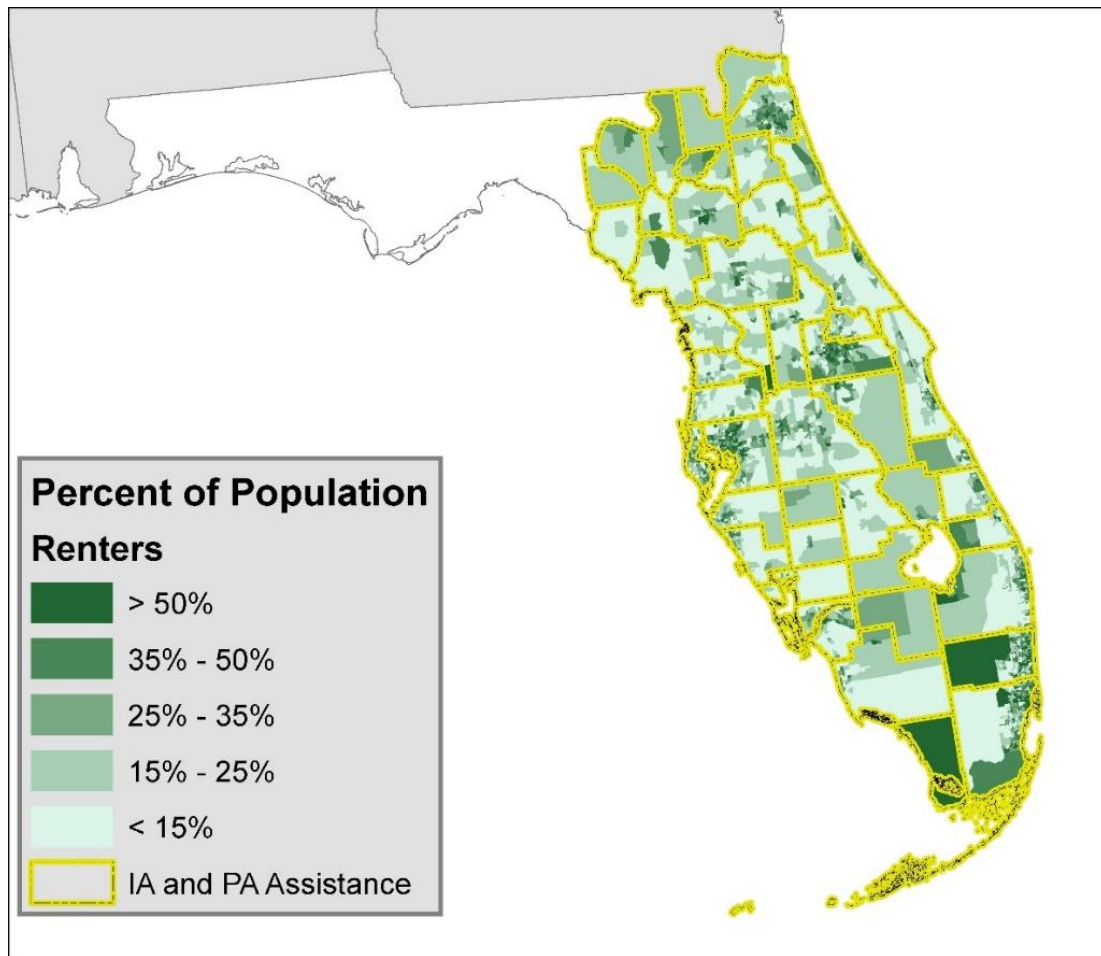 Percent of Population
Renters
> 50%
35% - 50%
25% - 35%
15% - 25%
< 15%
IA and PA Assistance